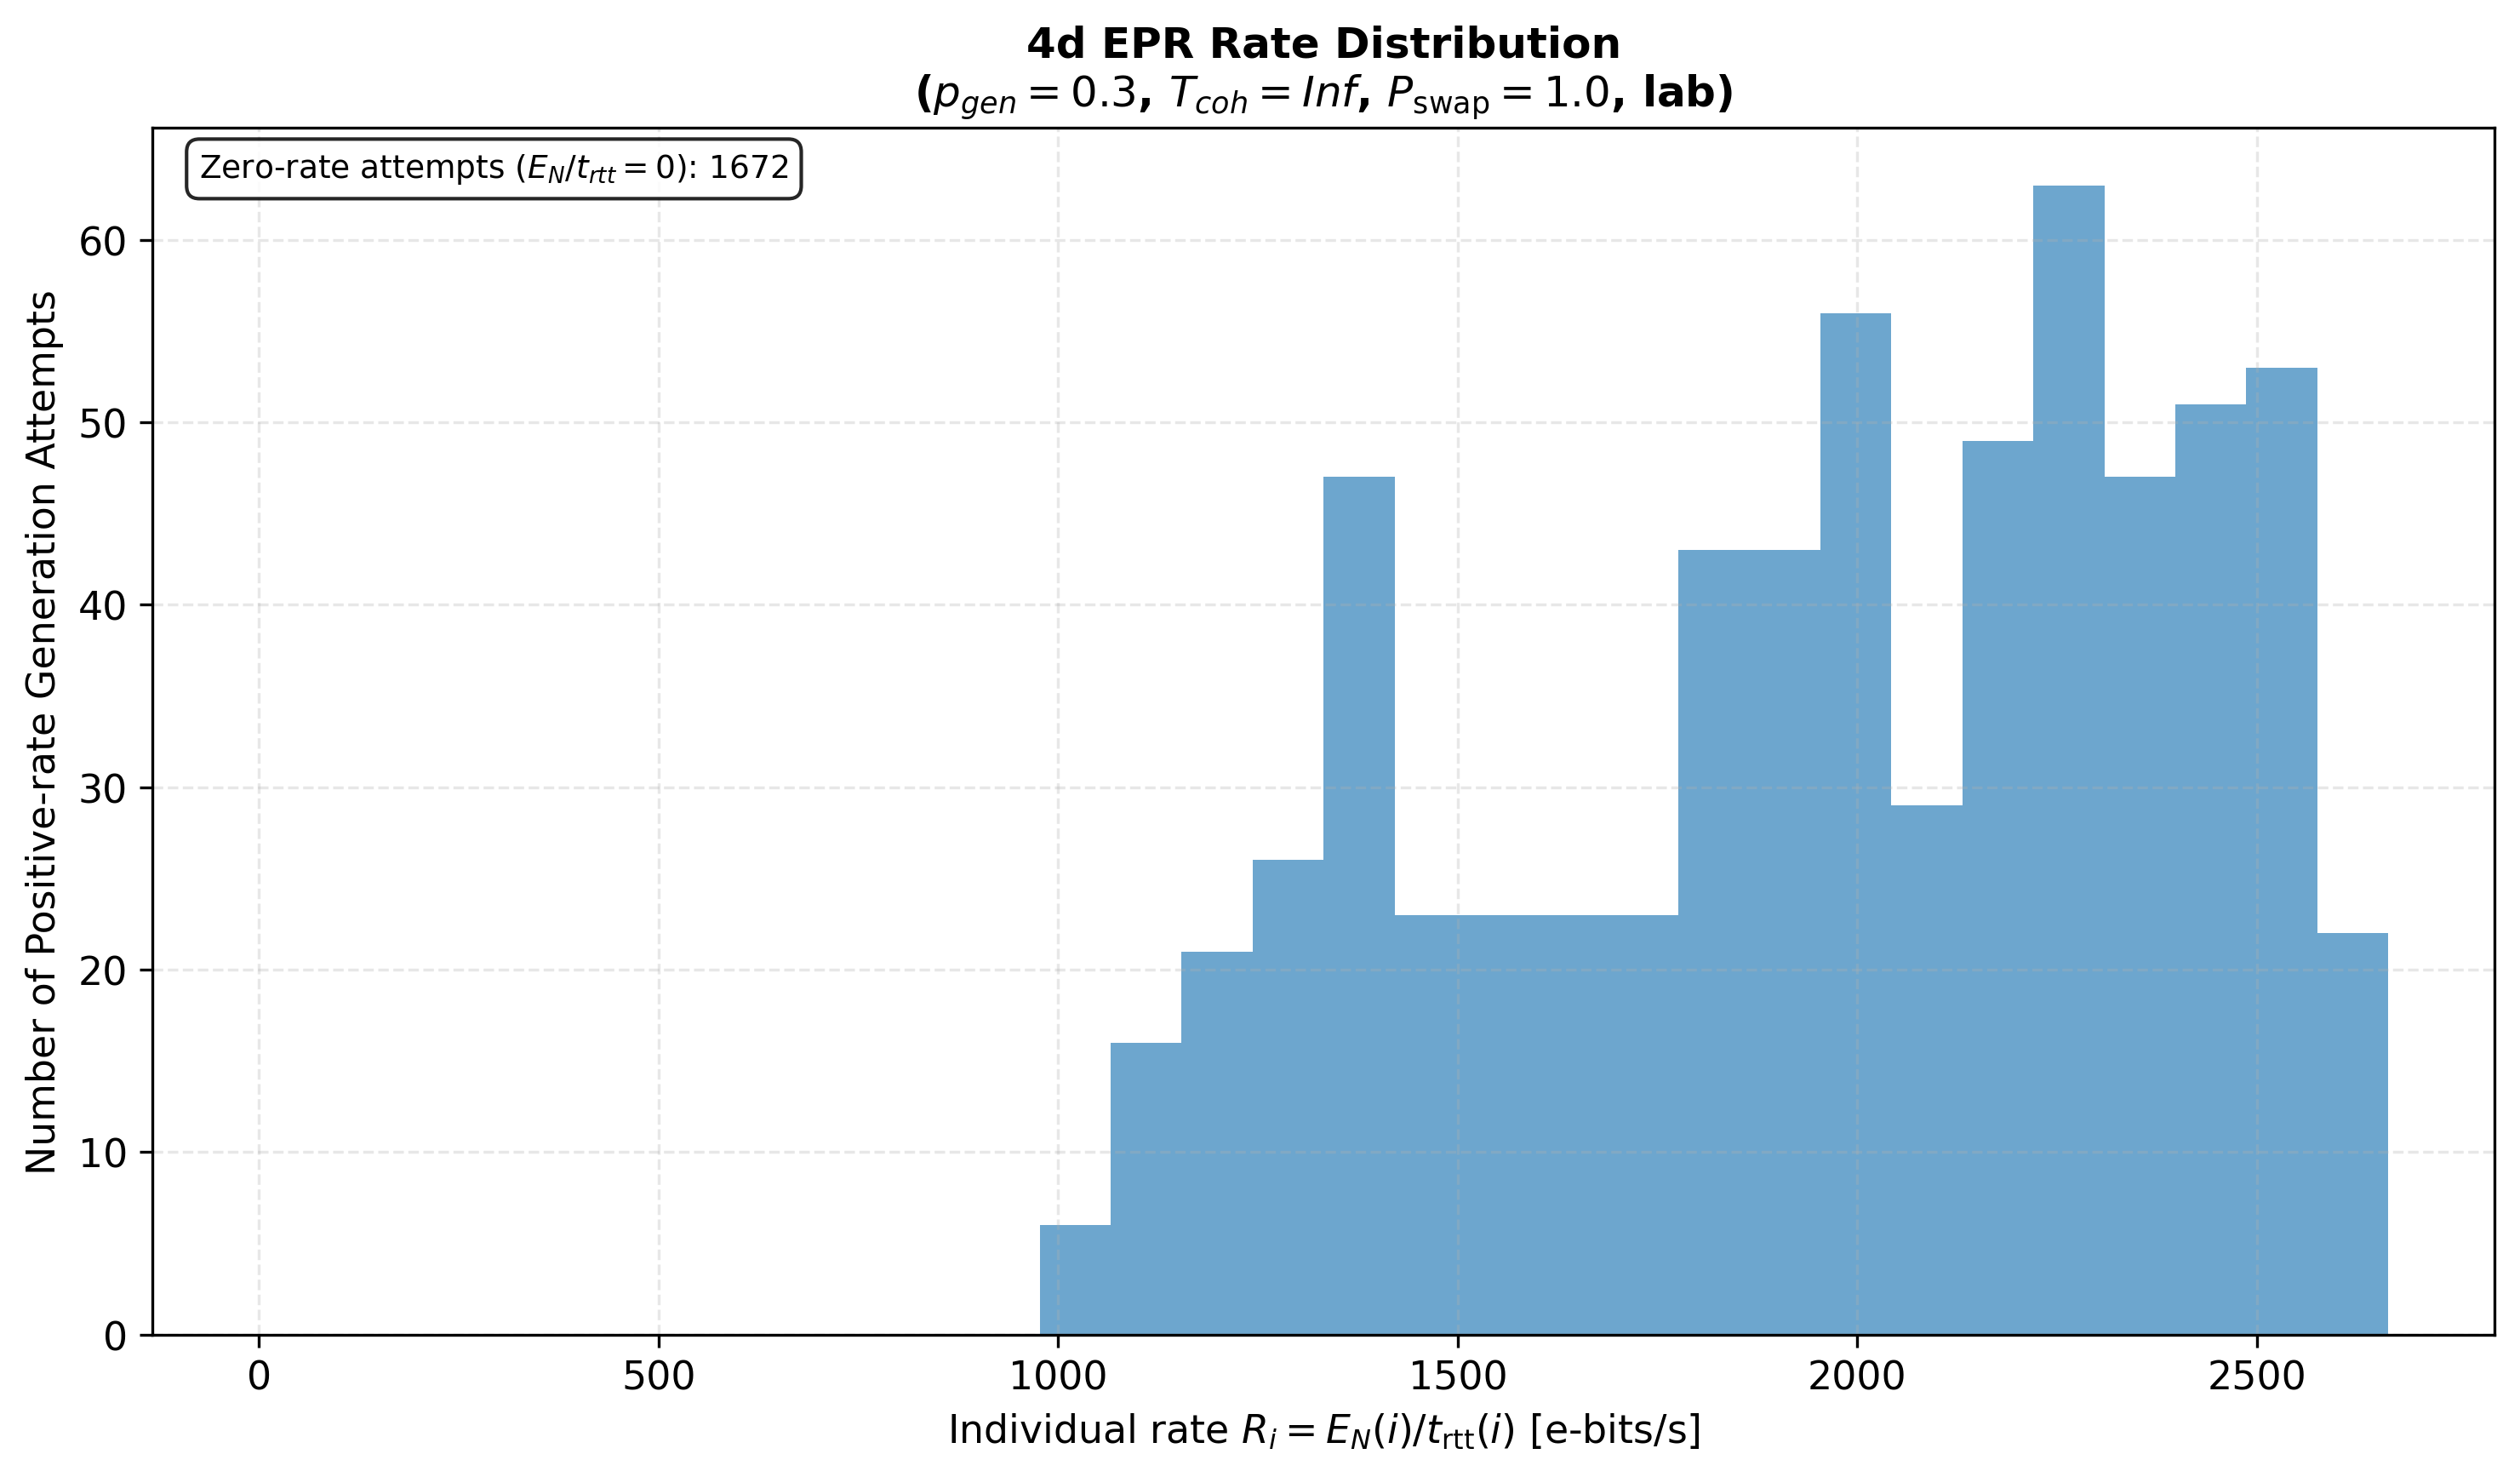 4d EPR Rate Distribution
(p_gen = 0.3, T_coh = Inf, P_swap = 1.0, lab)
Zero-rate attempts (E_N/t_rtt = 0): 1672
Number of Positive-rate Generation Attempts
60
50
40
30
20
10
0
0 500 1000 1500 2000 2500
Individual rate R_i = E_N(i)/t_rtt(i) [e-bits/s]